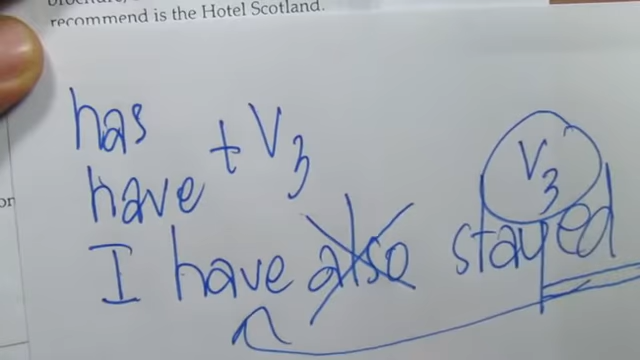 recommend is the Hotel Scotland.
has
have + V3
V3
I have also stayed